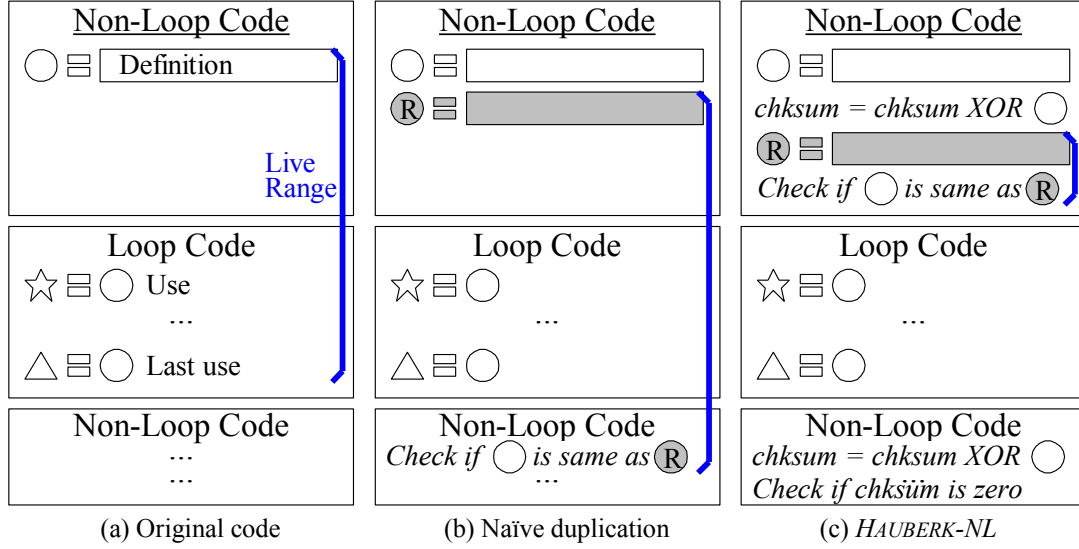 Non-Loop Code
Definition
Live
Range
Loop Code
Use
...
Last use
Non-Loop Code
...
...
(a) Original code
Non-Loop Code
R
Loop Code
...
Non-Loop Code
Check if is same as R
...
(b) Naïve duplication
Non-Loop Code
chksum = chksum XOR
R
Check if is same as R
Loop Code
...
Non-Loop Code
chksum = chksum XOR
...
Check if chksum is zero
(c) HAUBERK-NL